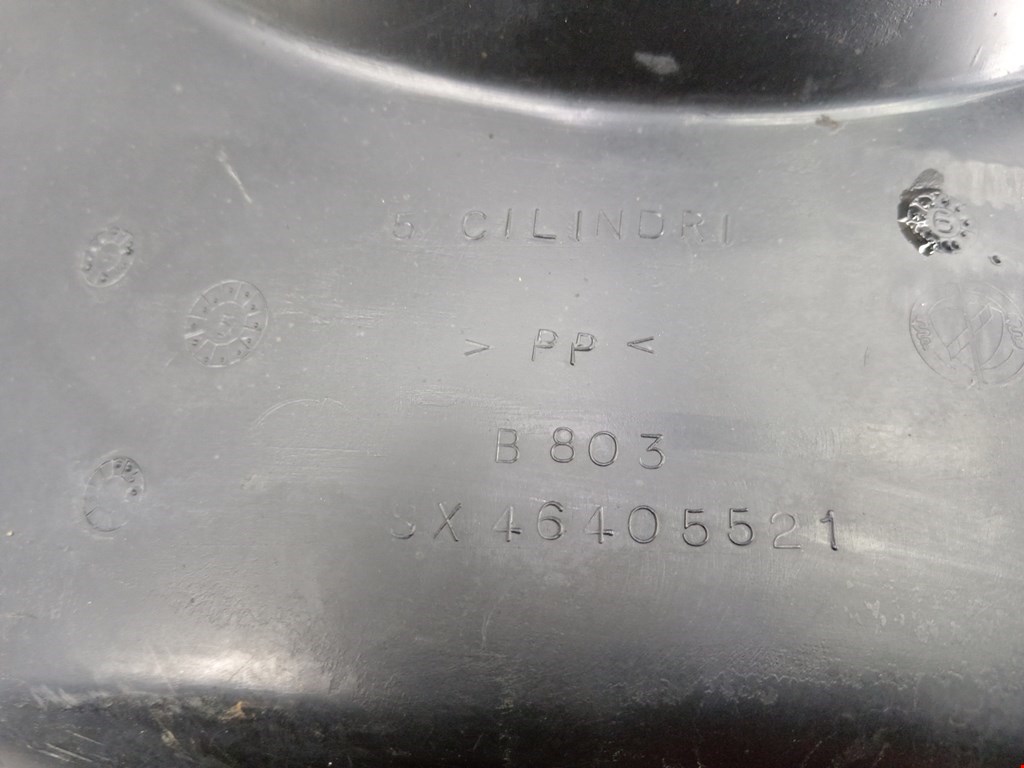 5 CILINDRI
> PP <
B 803
SX 46405521